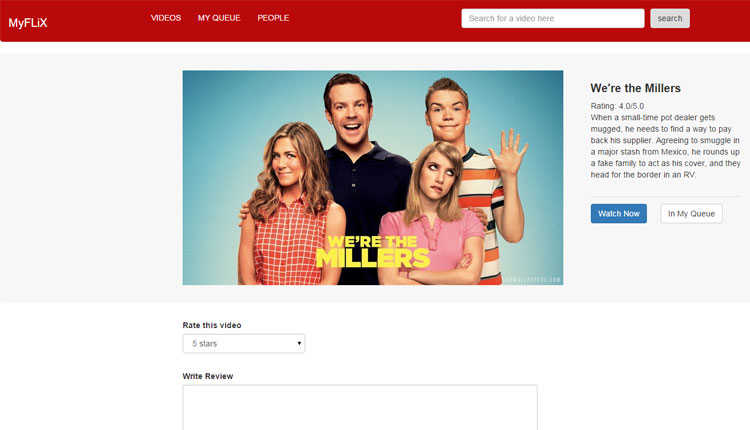 MyFLiX
VIDEOS MY QUEUE PEOPLE
Search for a video here
search
WE'RE THE
MILLERS
We're the Millers
Rating: 4.0/5.0
When a small-time pot dealer gets
mugged, he needs to find a way to pay
back his supplier. Agreeing to smuggle in
a major stash from Mexico, he rounds up
a fake family to act as his cover, and they
head for the border in an RV.
Watch Now
In My Queue
Rate this video
5 stars
Write Review